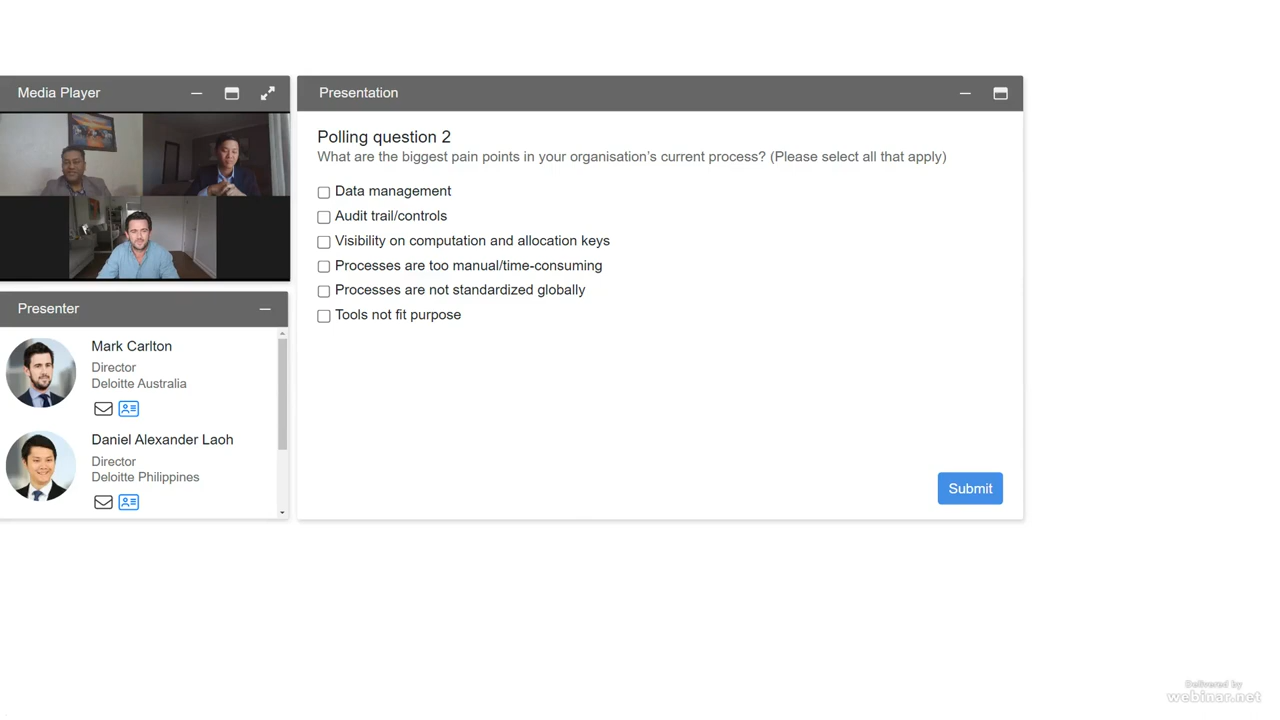 Media Player
Presentation
Polling question 2
What are the biggest pain points in your organisation’s current process? (Please select all that apply)
Data management
Audit trail/controls
Visibility on computation and allocation keys
Processes are too manual/time-consuming
Processes are not standardized globally
Tools not fit purpose
Submit
Presenter
Mark Carlton
Director
Deloitte Australia
Daniel Alexander Laoh
Director
Deloitte Philippines
Delivered by
webinar.net